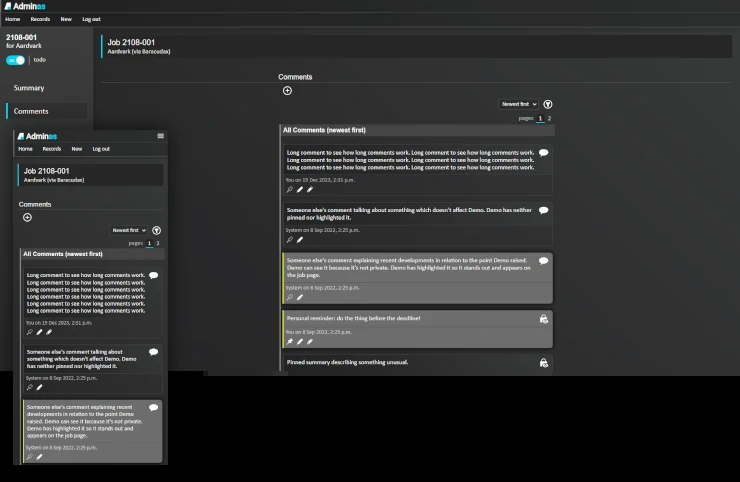 Adminas
Home Records New Log out
2108-001
for Aardvark
todo
Summary
Comments
Job 2108-001
Aardvark (via Baracudax)
Comments
Newest first
pages 1 2
All Comments (newest first)
Long comment to see how long comments work. Long comment to see how long comments work.
Long comment to see how long comments work. Long comment to see how long comments work.
Long comment to see how long comments work. Long comment to see how long comments work.
You on 15 Dec 2023, 2:31 p.m.
Someone else's comment talking about something which doesn't affect Demo. Demo has neither
pinned nor highlighted it.
System on 8 Sep 2022, 2:25 p.m.
Someone else's comment explaining recent developments in relation to the point Demo raised.
Demo can see it because it's not private. Demo has highlighted it so it stands out and appears on
the job page.
System on 8 Sep 2022, 2:25 p.m.
Personal reminder: do the thing before the deadline!
You on 8 Sep 2022, 2:25 p.m.
Pinned summary describing something unusual.
Adminas
Home Records New Log out
Job 2108-001
Aardvark (via Baracudax)
Comments
Newest first
pages 1 2
All Comments (newest first)
Long comment to see how long comments work.
Long comment to see how long comments work.
Long comment to see how long comments work.
Long comment to see how long comments work.
Long comment to see how long comments work.
Long comment to see how long comments work.
You on 15 Dec 2023, 2:31 p.m.
Someone else's comment talking about
something which doesn't affect Demo. Demo
has neither pinned nor highlighted it.
System on 8 Sep 2022, 2:25 p.m.
Someone else's comment explaining recent
developments in relation to the point Demo
raised. Demo can see it because it's not private.
Demo has highlighted it so it stands out and
appears on the job page.
System on 8 Sep 2022, 2:25 p.m.